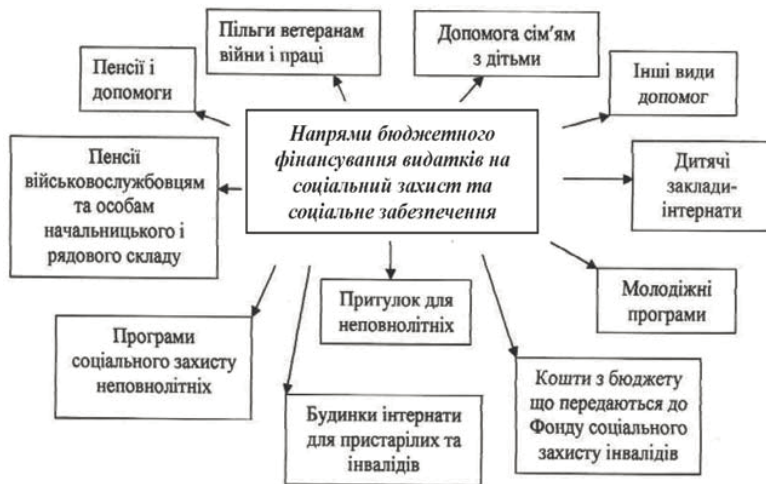 Пільги ветеранам
війни і праці
Допомога сім’ям
з дітьми
Пенсії і
допомоги
Інші види
допомог
Напрями бюджетного
фінансування видатків на
соціальний захист та
соціальне забезпечення
Пенсії
військовослужбовцям
та особам
начальницького і
рядового складу
Дитячі
заклади-
інтернати
Молодіжні
програми
Притулок для
неповнолітніх
Програми
соціального захисту
неповнолітніх
Будинки інтернати
для пристарілих та
інвалідів
Кошти з бюджету
що передаються до
Фонду соціального
захисту інвалідів